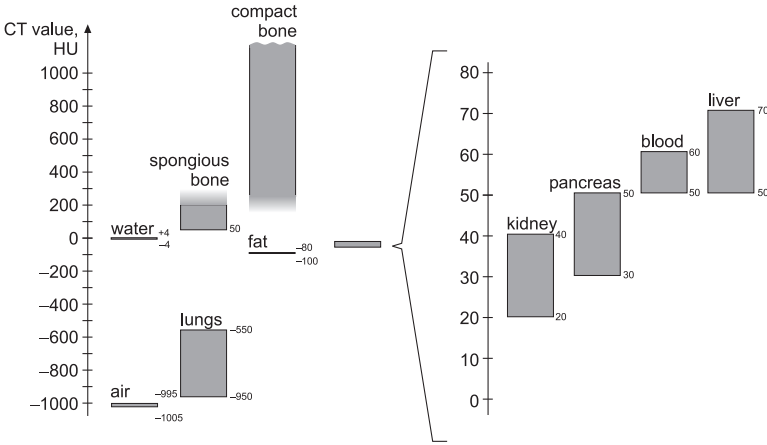 CT value,
HU
1000
800
600
400
200
0
–200
–400
–600
–800
–1000
compact
bone
spongious
bone
50
water
+4
–4
fat
–80
–100
lungs
–550
–950
air
–995
–1005
80
70
60
50
40
30
20
10
0
liver
70
50
blood
60
50
pancreas
50
30
kidney
40
20